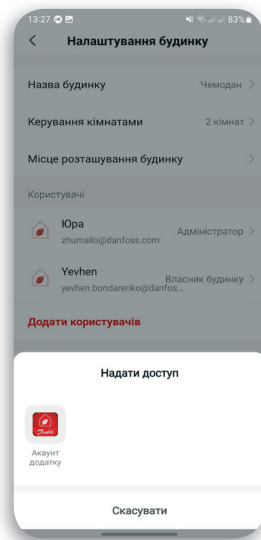 13:27 83%
Налаштування будинку
Назва будинку Чемодан
Керування кімнатами 2 кімнат
Місце розташування будинку
Користувачі
Юра
Адміністратор
zhumailo@danfoss.com
Yevhen
Власник будинку
yevhen.bondarenko@danfos...
Додати користувачів
Надати доступ
Danfoss
Акаунт
додатку
Скасувати